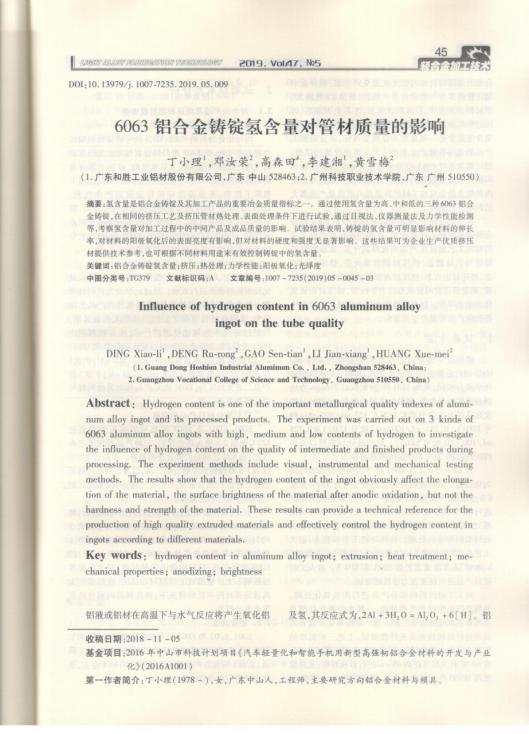 45
LIGHT ALLOY FABRICATION TECHNOLOGY 2019. Vol.47, №5
轻合金加工技术
DOI:10.13979/j.1007-7235.2019.05.009
6063 铝合金铸锭氢含量对管材质量的影响
丁小理¹,邓汝荣²,高森田¹,李建湘¹,黄雪梅²
(1.广东和胜工业铝材股份有限公司,广东 中山 528463;2.广州科技职业技术学院,广东 广州 510550)
摘要:氢含量是铝合金铸锭及其加工产品的重要冶金质量指标之一。通过使用氢含量为高、中和低的三种6063铝合
金铸锭,在相同的挤压工艺及挤压管材热处理、表面处理条件下进行试验,通过目视法、仪器测量法及力学性能检测
等,考察氢含量对加工过程中的中间产品及成品质量的影响。试验结果表明,铸锭的氢含量可明显影响材料的伸长
率,对材料的阳极氧化后的表面亮度有影响,但对材料的硬度和强度无显著影响。这些结果可为企业生产优质挤压
材提供技术参考,也可根据不同材料用途来有效控制铸锭中的氢含量。
关键词:铝合金铸锭氢含量;挤压;热处理;力学性能;阳极氧化;光泽度
中图分类号:TG379 文献标识码:A 文章编号:1007-7235(2019)05-0045-03
Influence of hydrogen content in 6063 aluminum alloy
ingot on the tube quality
DING Xiao-li¹,DENG Ru-rong²,GAO Sen-tian¹,LI Jian-xiang¹,HUANG Xue-mei²
(1. Guang Dong Hoshion Industrial Aluminum Co. , Ltd. , Zhongshan 528463, China;
2. Guangzhou Vocational College of Science and Technology, Guangzhou 510550, China)
Abstract: Hydrogen content is one of the important metallurgical quality indexes of alumi-
num alloy ingot and its processed products. The experiment was carried out on 3 kinds of
6063 aluminum alloy ingots with high, medium and low contents of hydrogen to investigate
the influence of hydrogen content on the quality of intermediate and finished products during
processing. The experiment methods include visual, instrumental and mechanical testing
methods. The results show that the hydrogen content of the ingot obviously affect the elonga-
tion of the material, the surface brightness of the material after anodic oxidation, but not the
hardness and strength of the material. These results can provide a technical reference for the
production of high quality extruded materials and effectively control the hydrogen content in
ingots according to different materials.
Key words: hydrogen content in aluminum alloy ingot; extrusion; heat treatment; me-
chanical properties; anodizing; brightness
铝液或铝材在高温下与水气反应将产生氧化铝
及氢,其反应式为,2Al+3H₂O=Al₂O₃+6[H]。铝
收稿日期:2018-11-05
基金项目:2016年中山市科技计划项目《汽车轻量化和智能手机用新型高强韧铝合金材料的开发与产业
化》(2016A1001)
第一作者简介:丁小理(1978-),女,广东中山人,工程师,主要研究方向铝合金材料与模具。